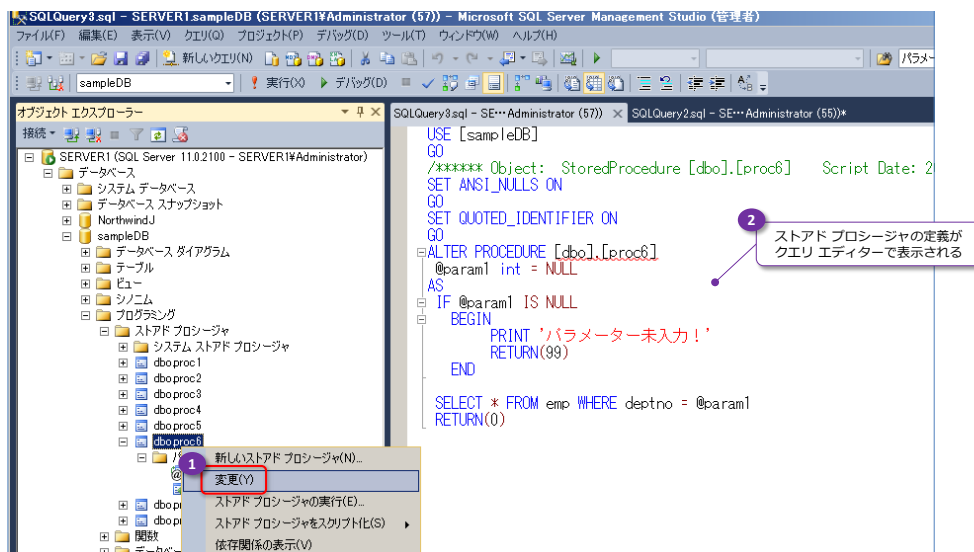 SQLQuery3.sql - SERVER1.sampleDB (SERVER1¥Administrator (57)) - Microsoft SQL Server Management Studio (管理者)
ファイル(F) 編集(E) 表示(V) クエリ(Q) プロジェクト(P) デバッグ(D) ツール(T) ウィンドウ(W) ヘルプ(H)
新しいクエリ(N)
sampleDB 実行(X) デバッグ(D)
オブジェクト エクスプローラー
接続
SERVER1 (SQL Server 11.0.2100 - SERVER1¥Administrator)
データベース
システム データベース
データベース スナップショット
NorthwindJ
sampleDB
データベース ダイアグラム
テーブル
ビュー
シノニム
プログラミング
ストアド プロシージャ
システム ストアド プロシージャ
dbo.proc1
dbo.proc2
dbo.proc3
dbo.proc4
dbo.proc5
dbo.proc6
関数
1
新しいストアド プロシージャ(N)...
変更(Y)
ストアド プロシージャの実行(E)...
ストアド プロシージャをスクリプト化(S)
依存関係の表示(V)
SQLQuery3.sql - SE...Administrator (57)) SQLQuery2.sql - SE...Administrator (55))*
USE [sampleDB]
GO
/****** Object: StoredProcedure [dbo].[proc6] Script Date: 2
SET ANSI_NULLS ON
GO
SET QUOTED_IDENTIFIER ON
GO
ALTER PROCEDURE [dbo].[proc6]
@param1 int = NULL
AS
IF @param1 IS NULL
BEGIN
PRINT 'パラメーター未入力！'
RETURN(99)
END
SELECT * FROM emp WHERE deptno = @param1
RETURN(0)
2
ストアド プロシージャの定義が
クエリ エディターで表示される